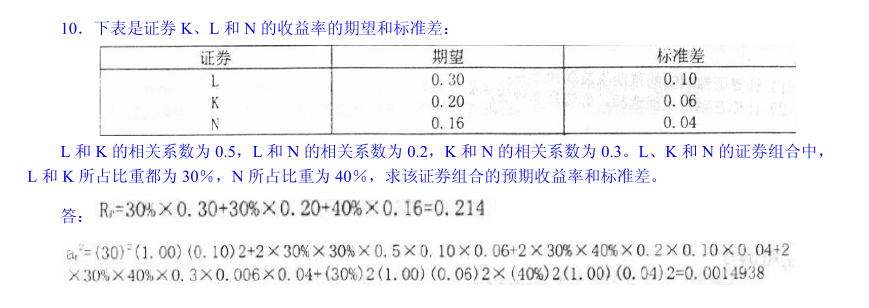 10．下表是证券 K、L 和 N 的收益率的期望和标准差：
证券 期望 标准差
L 0.30 0.10
K 0.20 0.06
N 0.16 0.04
L 和 K 的相关系数为 0.5，L 和 N 的相关系数为 0.2，K 和 N 的相关系数为 0.3。L、K 和 N 的证券组合中，
L 和 K 所占比重都为 30%，N 所占比重为 40%，求该证券组合的预期收益率和标准差。
答： R_P=30%×0.30+30%×0.20+40%×0.16=0.214
=(30)²(1.00)(0.10)2+2×30%×30%×0.5×0.10×0.06+2×30%×40%×0.2×0.10×0.04+2
×30%×40%×0.3×0.006×0.04+(30%)2(1.00)(0.06)2×(40%)2(1.00)(0.04)2=0.0014938